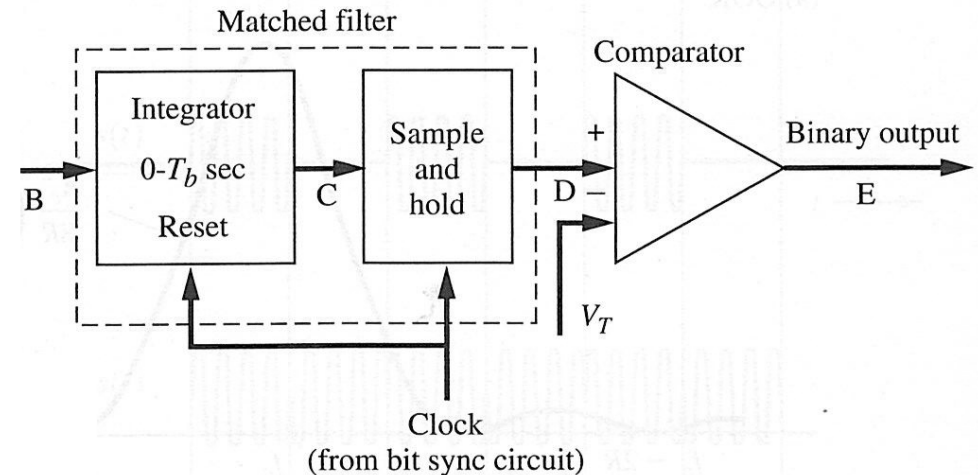 Matched filter
Comparator
Integrator
0-T_b sec
Reset
Sample
and
hold
Binary output
B
C
D
+
−
E
V_T
Clock
(from bit sync circuit)